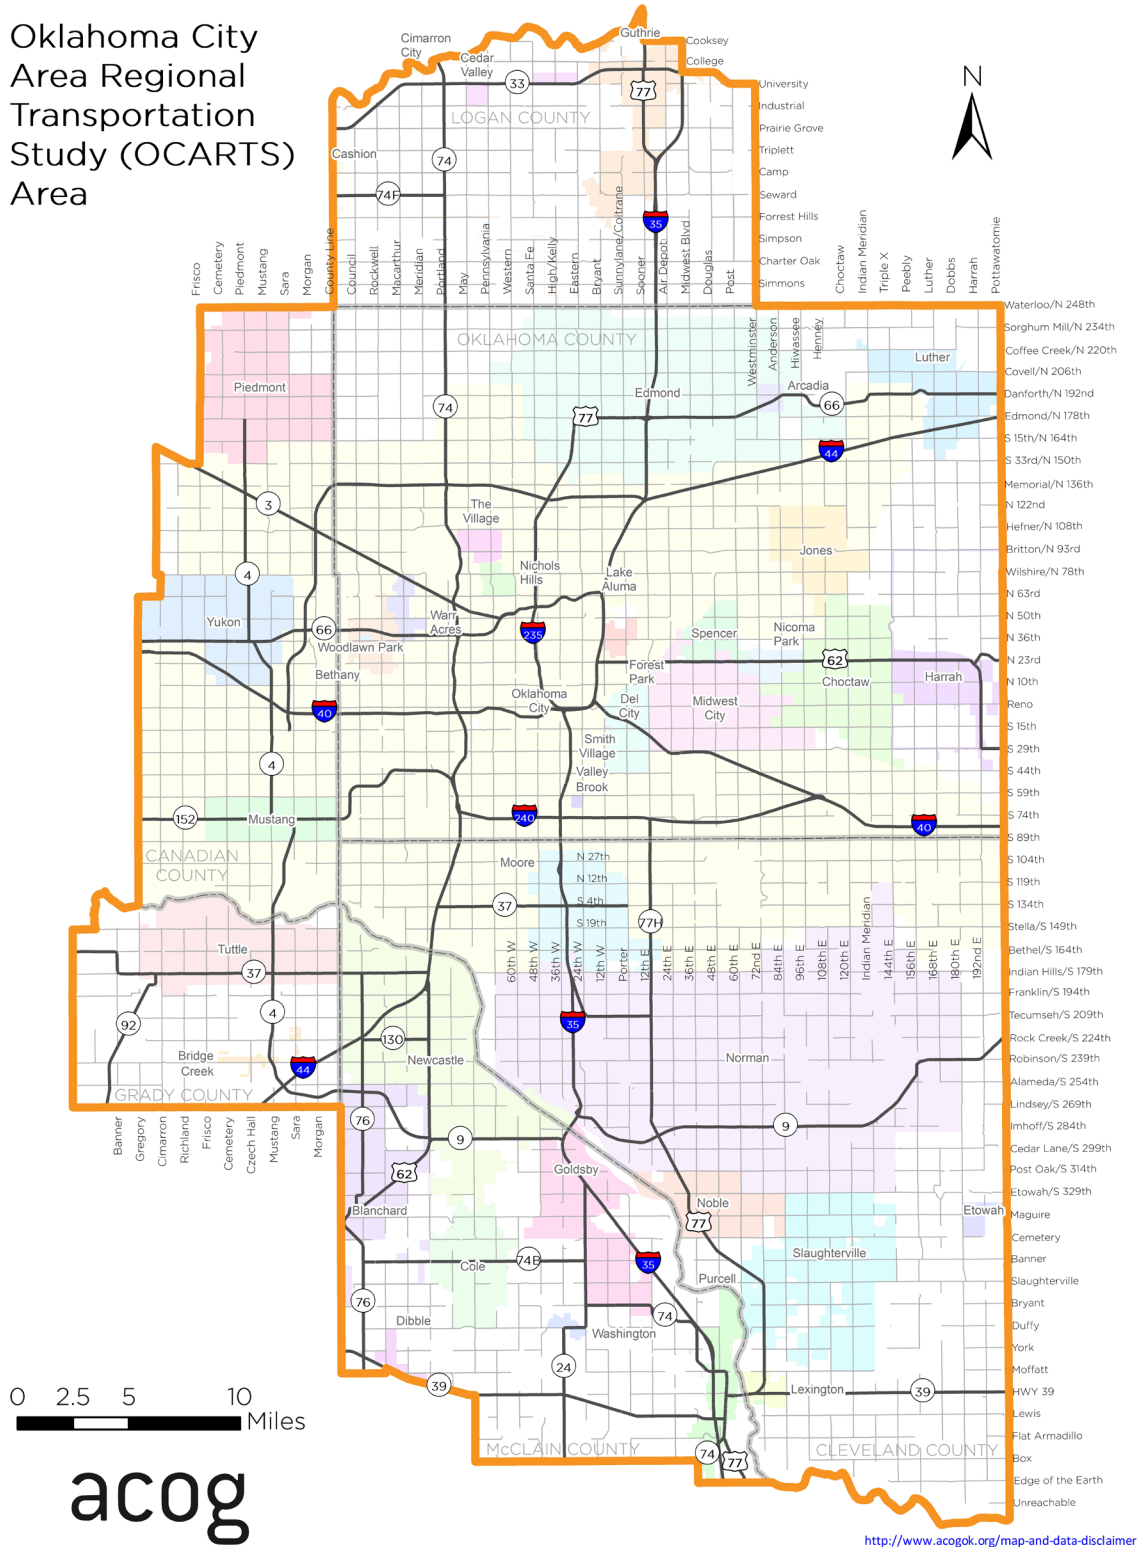 Oklahoma City
Area Regional
Transportation
Study (OCARTS)
Area
N
Cimarron
City
Guthrie
Cooksey
College
Cedar
Valley
33
77
University
Industrial
LOGAN COUNTY
Prairie Grove
Cashion
74
Triplett
Camp
74F
Seward
35
Forrest Hills
Simpson
Charter Oak
Simmons
Frisco
Cemetery
Piedmont
Mustang
Sara
Morgan
County Line
Council
Rockwell
Macarthur
Meridian
Portland
May
Pennsylvania
Western
Santa Fe
High/Kelly
Eastern
Bryant
Sunnylane/Coltrane
Sooner
Air Depot
Midwest Blvd
Douglas
Post
Westminster
Anderson
Hiwassee
Henney
Choctaw
Indian Meridian
Triple X
Peebly
Luther
Dobbs
Harrah
Pottawatomie
Waterloo/N 248th
Sorghum Mill/N 234th
OKLAHOMA COUNTY
Coffee Creek/N 220th
Luther
Covell/N 206th
Piedmont
Edmond
Arcadia
Danforth/N 192nd
74
77
66
Edmond/N 178th
S 15th/N 164th
44
S 33rd/N 150th
Memorial/N 136th
3
The
Village
N 122nd
Hefner/N 108th
Jones
Britton/N 93rd
4
Nichols
Hills
Lake
Aluma
Wilshire/N 78th
N 63rd
Yukon
66
Warr
Acres
235
Spencer
Nicoma
Park
N 50th
N 36th
Woodlawn Park
62
N 23rd
Bethany
Forest
Park
Choctaw
Harrah
N 10th
40
Oklahoma
City
Del
City
Midwest
City
Reno
S 15th
Smith
Village
S 29th
4
Valley
Brook
S 44th
S 59th
152
Mustang
240
40
S 74th
S 89th
CANADIAN
COUNTY
Moore
N 27th
N 12th
S 4th
S 19th
S 104th
S 119th
37
77H
S 134th
Stella/S 149th
Tuttle
37
60th W
48th W
36th W
24th W
12th W
Porter
12th E
24th E
36th E
48th E
60th E
72nd E
84th E
96th E
108th E
120th E
Indian Meridian
144th E
156th E
168th E
180th E
192nd E
Bethel/S 164th
Indian Hills/S 179th
Franklin/S 194th
92
4
35
Tecumseh/S 209th
130
Rock Creek/S 224th
Bridge
Creek
44
Newcastle
Norman
Robinson/S 239th
Alameda/S 254th
GRADY COUNTY
Lindsey/S 269th
Banner
Gregory
Cimarron
Richland
Frisco
Cemetery
Czech Hall
Mustang
Sara
Morgan
76
9
9
Imhoff/S 284th
Cedar Lane/S 299th
62
Goldsby
Post Oak/S 314th
Etowah/S 329th
Blanchard
Noble
77
Etowah
Maguire
Cemetery
Cole
74B
35
Slaughterville
Banner
Purcell
Slaughterville
76
Bryant
Dibble
74
Washington
Duffy
York
24
Moffatt
39
Lexington
39
HWY 39
Lewis
Flat Armadillo
McCLAIN COUNTY
74
77
CLEVELAND COUNTY
Box
Edge of the Earth
Unreachable
0 2.5 5 10
Miles
acog
http://www.acogok.org/map-and-data-disclaimer